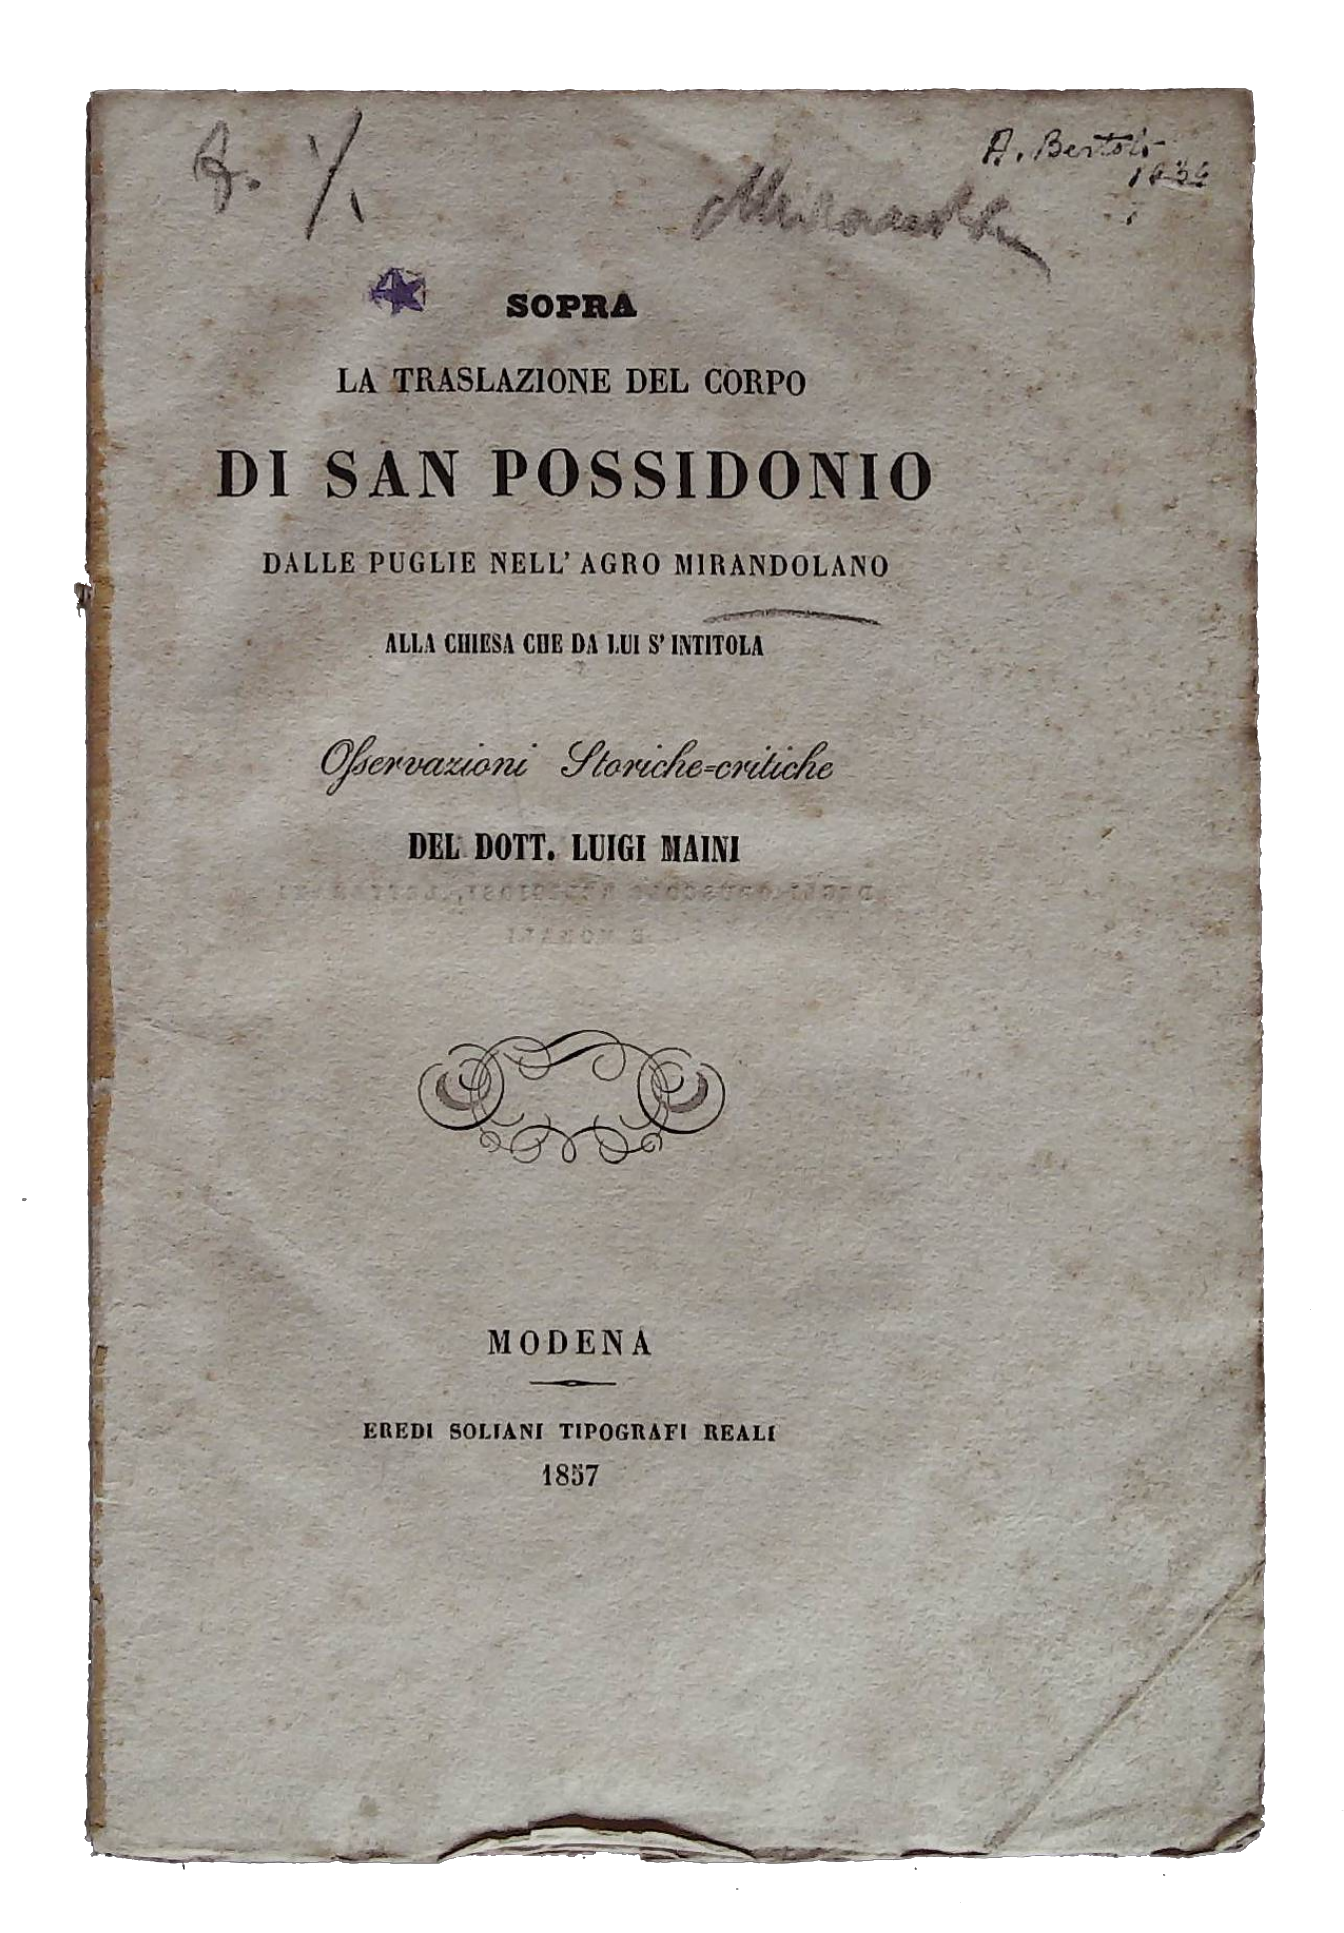 A. Bertoli
Mirandola
SOPRA
LA TRASLAZIONE DEL CORPO
DI SAN POSSIDONIO
DALLE PUGLIE NELL' AGRO MIRANDOLANO
ALLA CHIESA CHE DA LUI S' INTITOLA
Osservazioni Storiche=critiche
DEL DOTT. LUIGI MAINI
MODENA
EREDI SOLIANI TIPOGRAFI REALI
1857